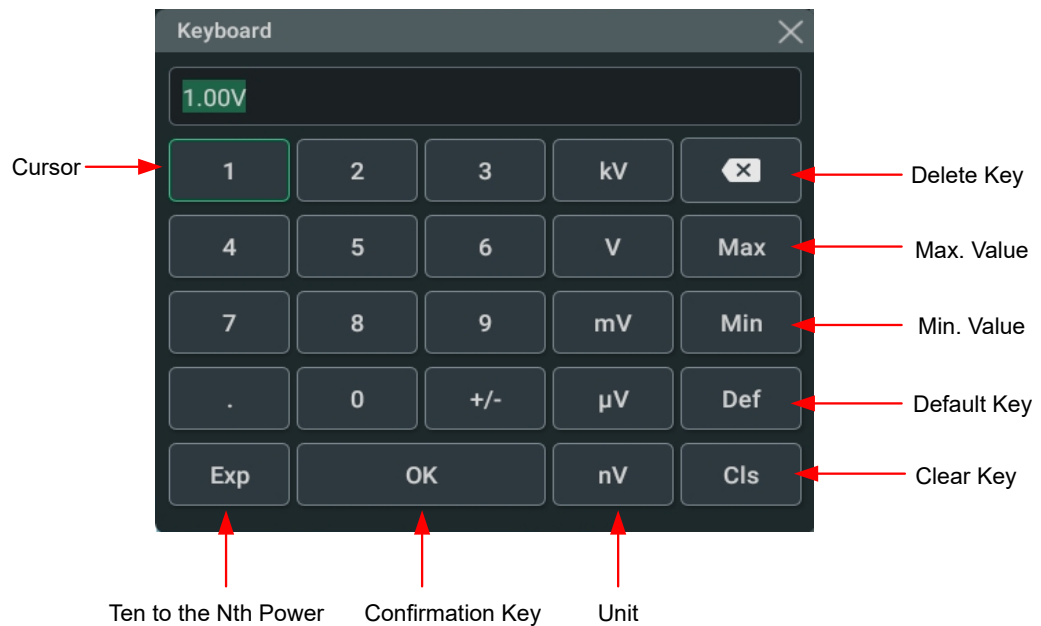 Keyboard
1.00V
Cursor 1 2 3 kV Delete Key
4 5 6 V Max Max. Value
7 8 9 mV Min Min. Value
. 0 +/- µV Def Default Key
Exp OK nV Cls Clear Key
Ten to the Nth Power Confirmation Key Unit